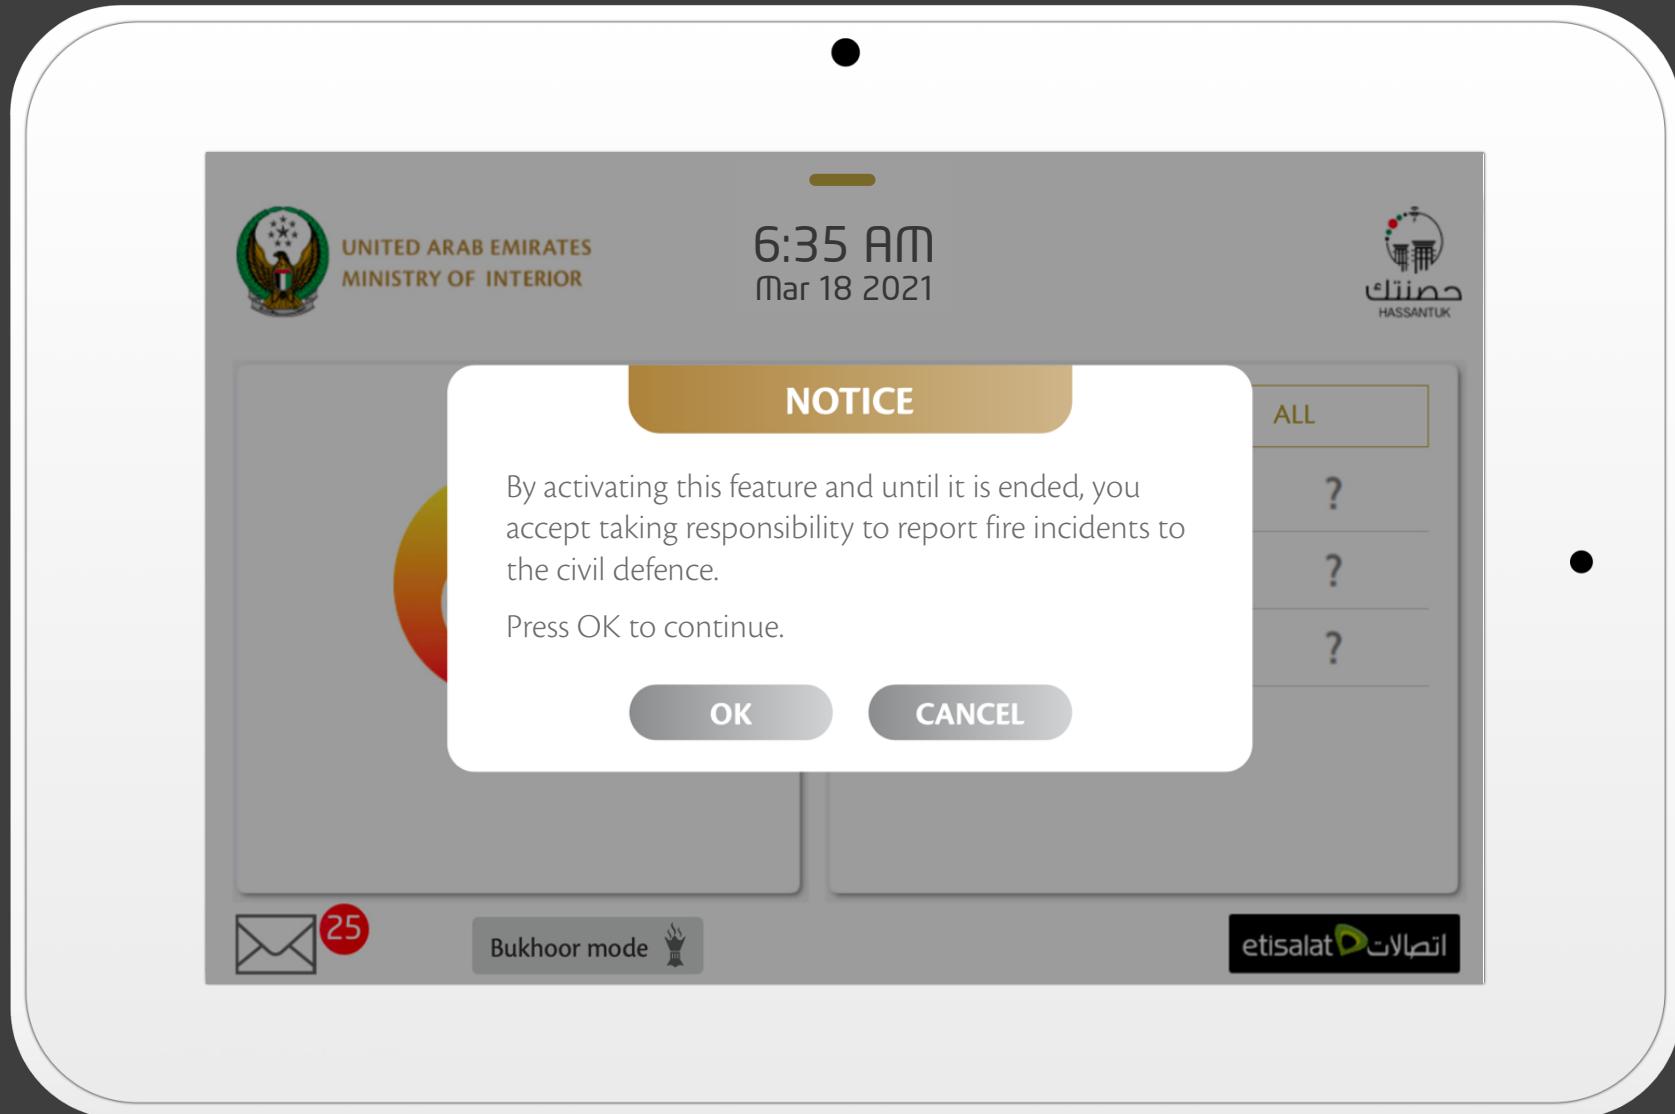 6:35 AM
Mar 18 2021
UNITED ARAB EMIRATES
MINISTRY OF INTERIOR
حصنتك
HASSANTUK
NOTICE
By activating this feature and until it is ended, you
accept taking responsibility to report fire incidents to
the civil defence.
Press OK to continue.
OK
CANCEL
ALL
?
?
?
25
Bukhoor mode
etisalat اتصالات